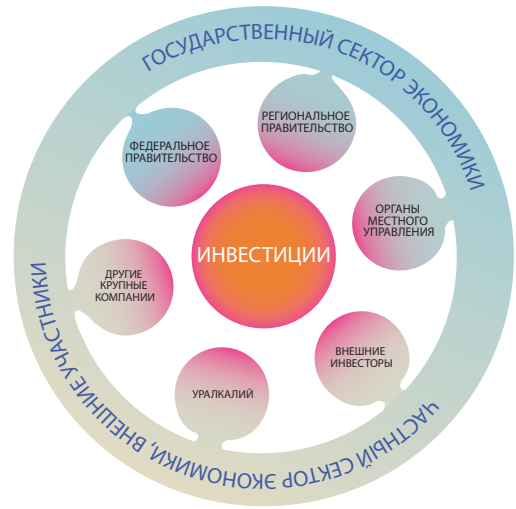 ГОСУДАРСТВЕННЫЙ СЕКТОР ЭКОНОМИКИ
РЕГИОНАЛЬНОЕ
ПРАВИТЕЛЬСТВО
ФЕДЕРАЛЬНОЕ
ПРАВИТЕЛЬСТВО
ОРГАНЫ
МЕСТНОГО
УПРАВЛЕНИЯ
ИНВЕСТИЦИИ
ДРУГИЕ
КРУПНЫЕ
КОМПАНИИ
ВНЕШНИЕ
ИНВЕСТОРЫ
УРАЛКАЛИЙ
ЧАСТНЫЙ СЕКТОР ЭКОНОМИКИ, ВНЕШНИЕ УЧАСТНИКИ